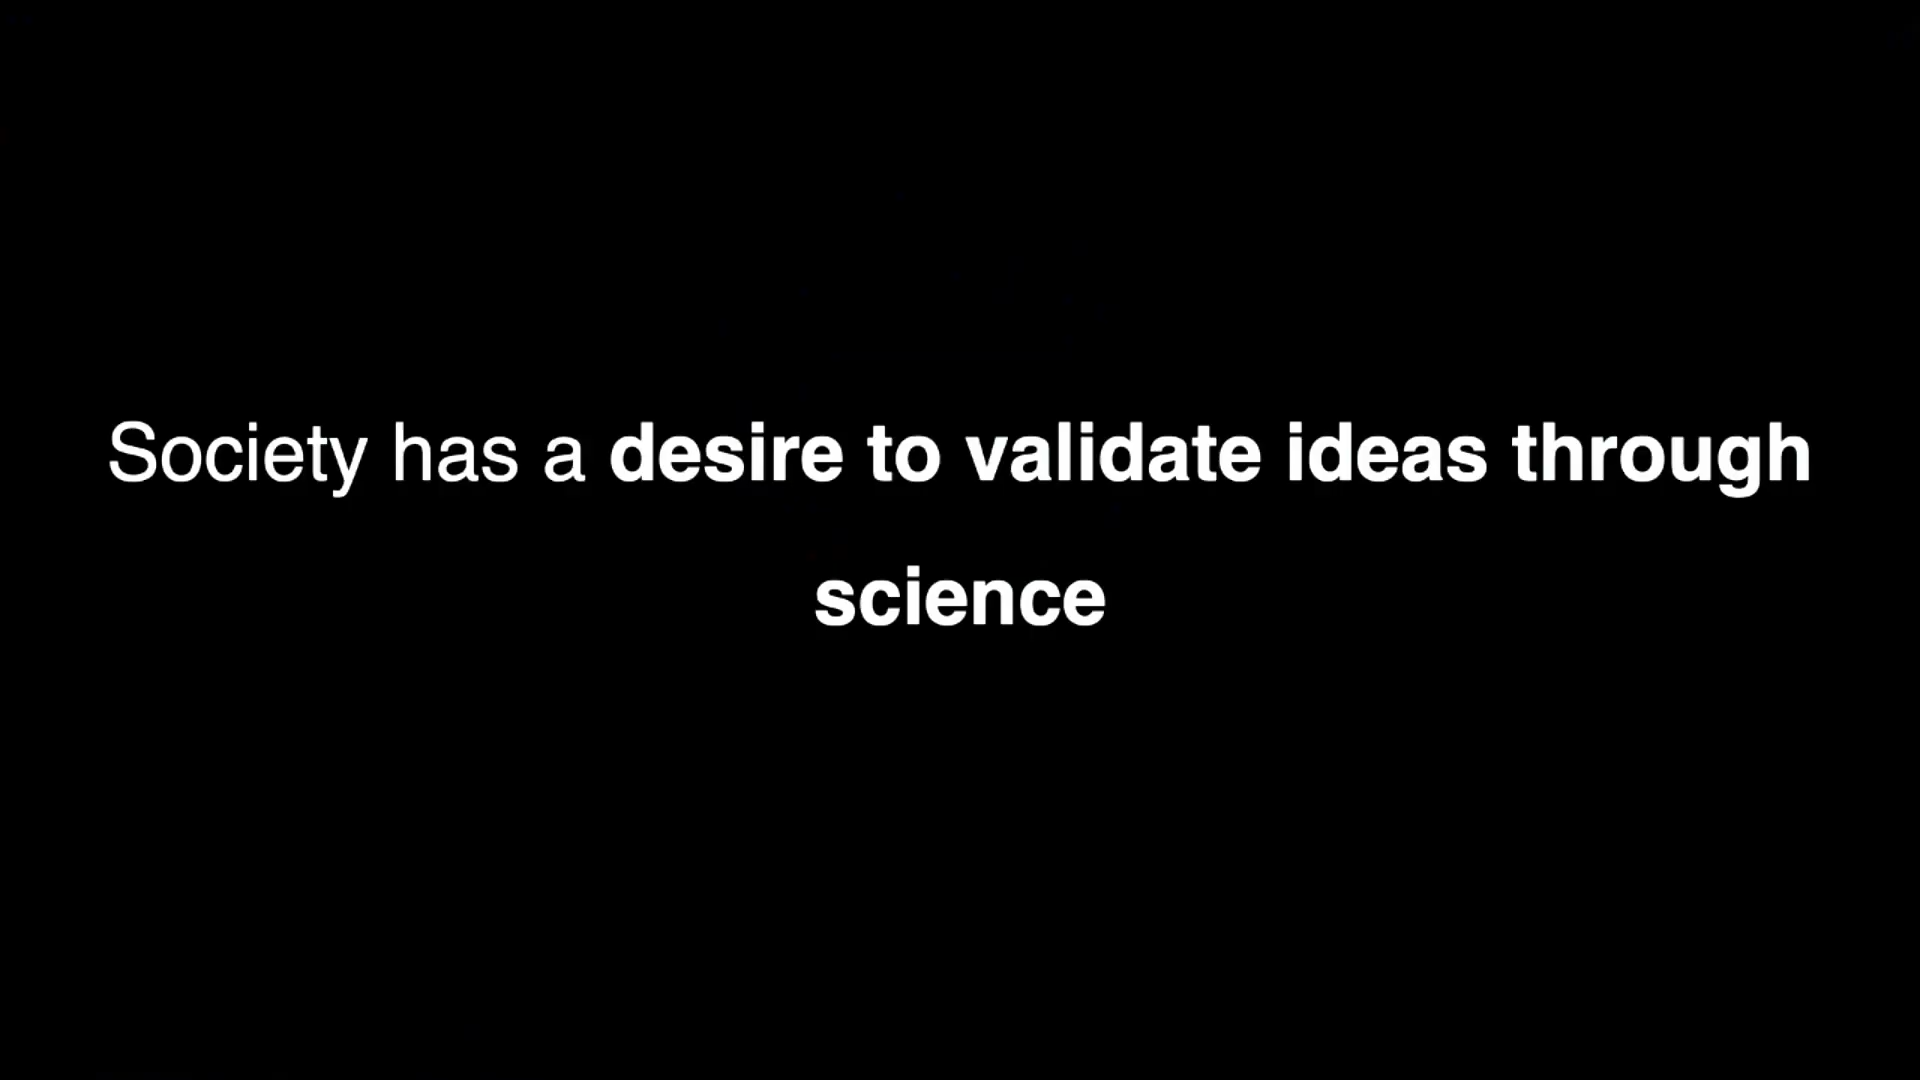 Society has a desire to validate ideas through
science